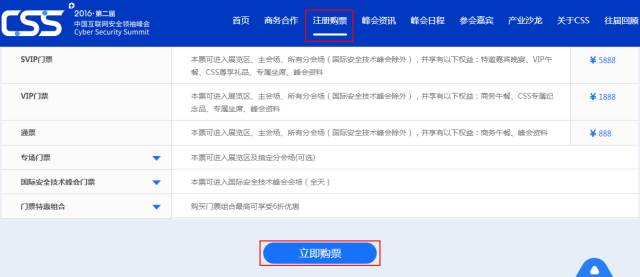 CSS 2016·第二届
中国互联网安全领袖峰会
Cyber Security Summit
首页 商务合作 注册购票 峰会资讯 峰会日程 参会嘉宾 产业沙龙 关于CSS 往届回顾
SVIP门票 本票可进入展览区、主会场、所有分会场（国际安全技术峰会除外），并享有以下权益：特邀嘉宾晚宴、VIP午 ¥ 5888
餐、CSS尊享礼品、专属坐席、峰会资料
VIP门票 本票可进入展览区、主会场、所有分会场（国际安全技术峰会除外），并享有以下权益：商务午餐、CSS专属纪 ¥ 1888
念品、专属坐席、峰会资料
通票 本票可进入展览区、主会场、所有分会场（国际安全技术峰会除外），并享有以下权益：商务午餐、峰会资料 ¥ 888
专场门票 本票可进入展览区及指定分会场(可选)
国际安全技术峰会门票 本票可进入国际安全技术峰会会场（全天）
门票特惠组合 购买门票组合最高可享受6折优惠
立即购票